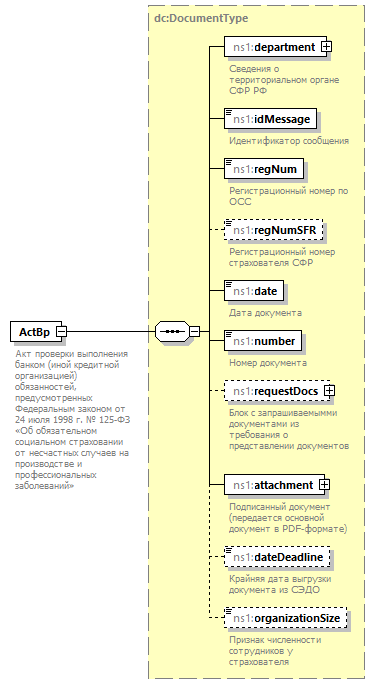 dc:DocumentType
ns1:department
Сведения о
территориальном органе
СФР РФ
ns1:idMessage
Идентификатор сообщения
ns1:regNum
Регистрационный номер по
ОСС
ns1:regNumSFR
Регистрационный номер
страхователя СФР
ns1:date
Дата документа
ActBp
Акт проверки выполнения
банком (иной кредитной
организацией)
обязанностей,
предусмотренных
Федеральным законом от
24 июля 1998 г. № 125-ФЗ
«Об обязательном
социальном страховании
от несчастных случаев на
производстве и
профессиональных
заболеваний»
ns1:number
Номер документа
ns1:requestDocs
Блок с запрашиваемымми
документами из
требования о
представлении документов
ns1:attachment
Подписанный документ
(передается основной
документ в PDF-формате)
ns1:dateDeadline
Крайняя дата выгрузки
документа из СЭДО
ns1:organizationSize
Признак численности
сотрудников у
страхователя